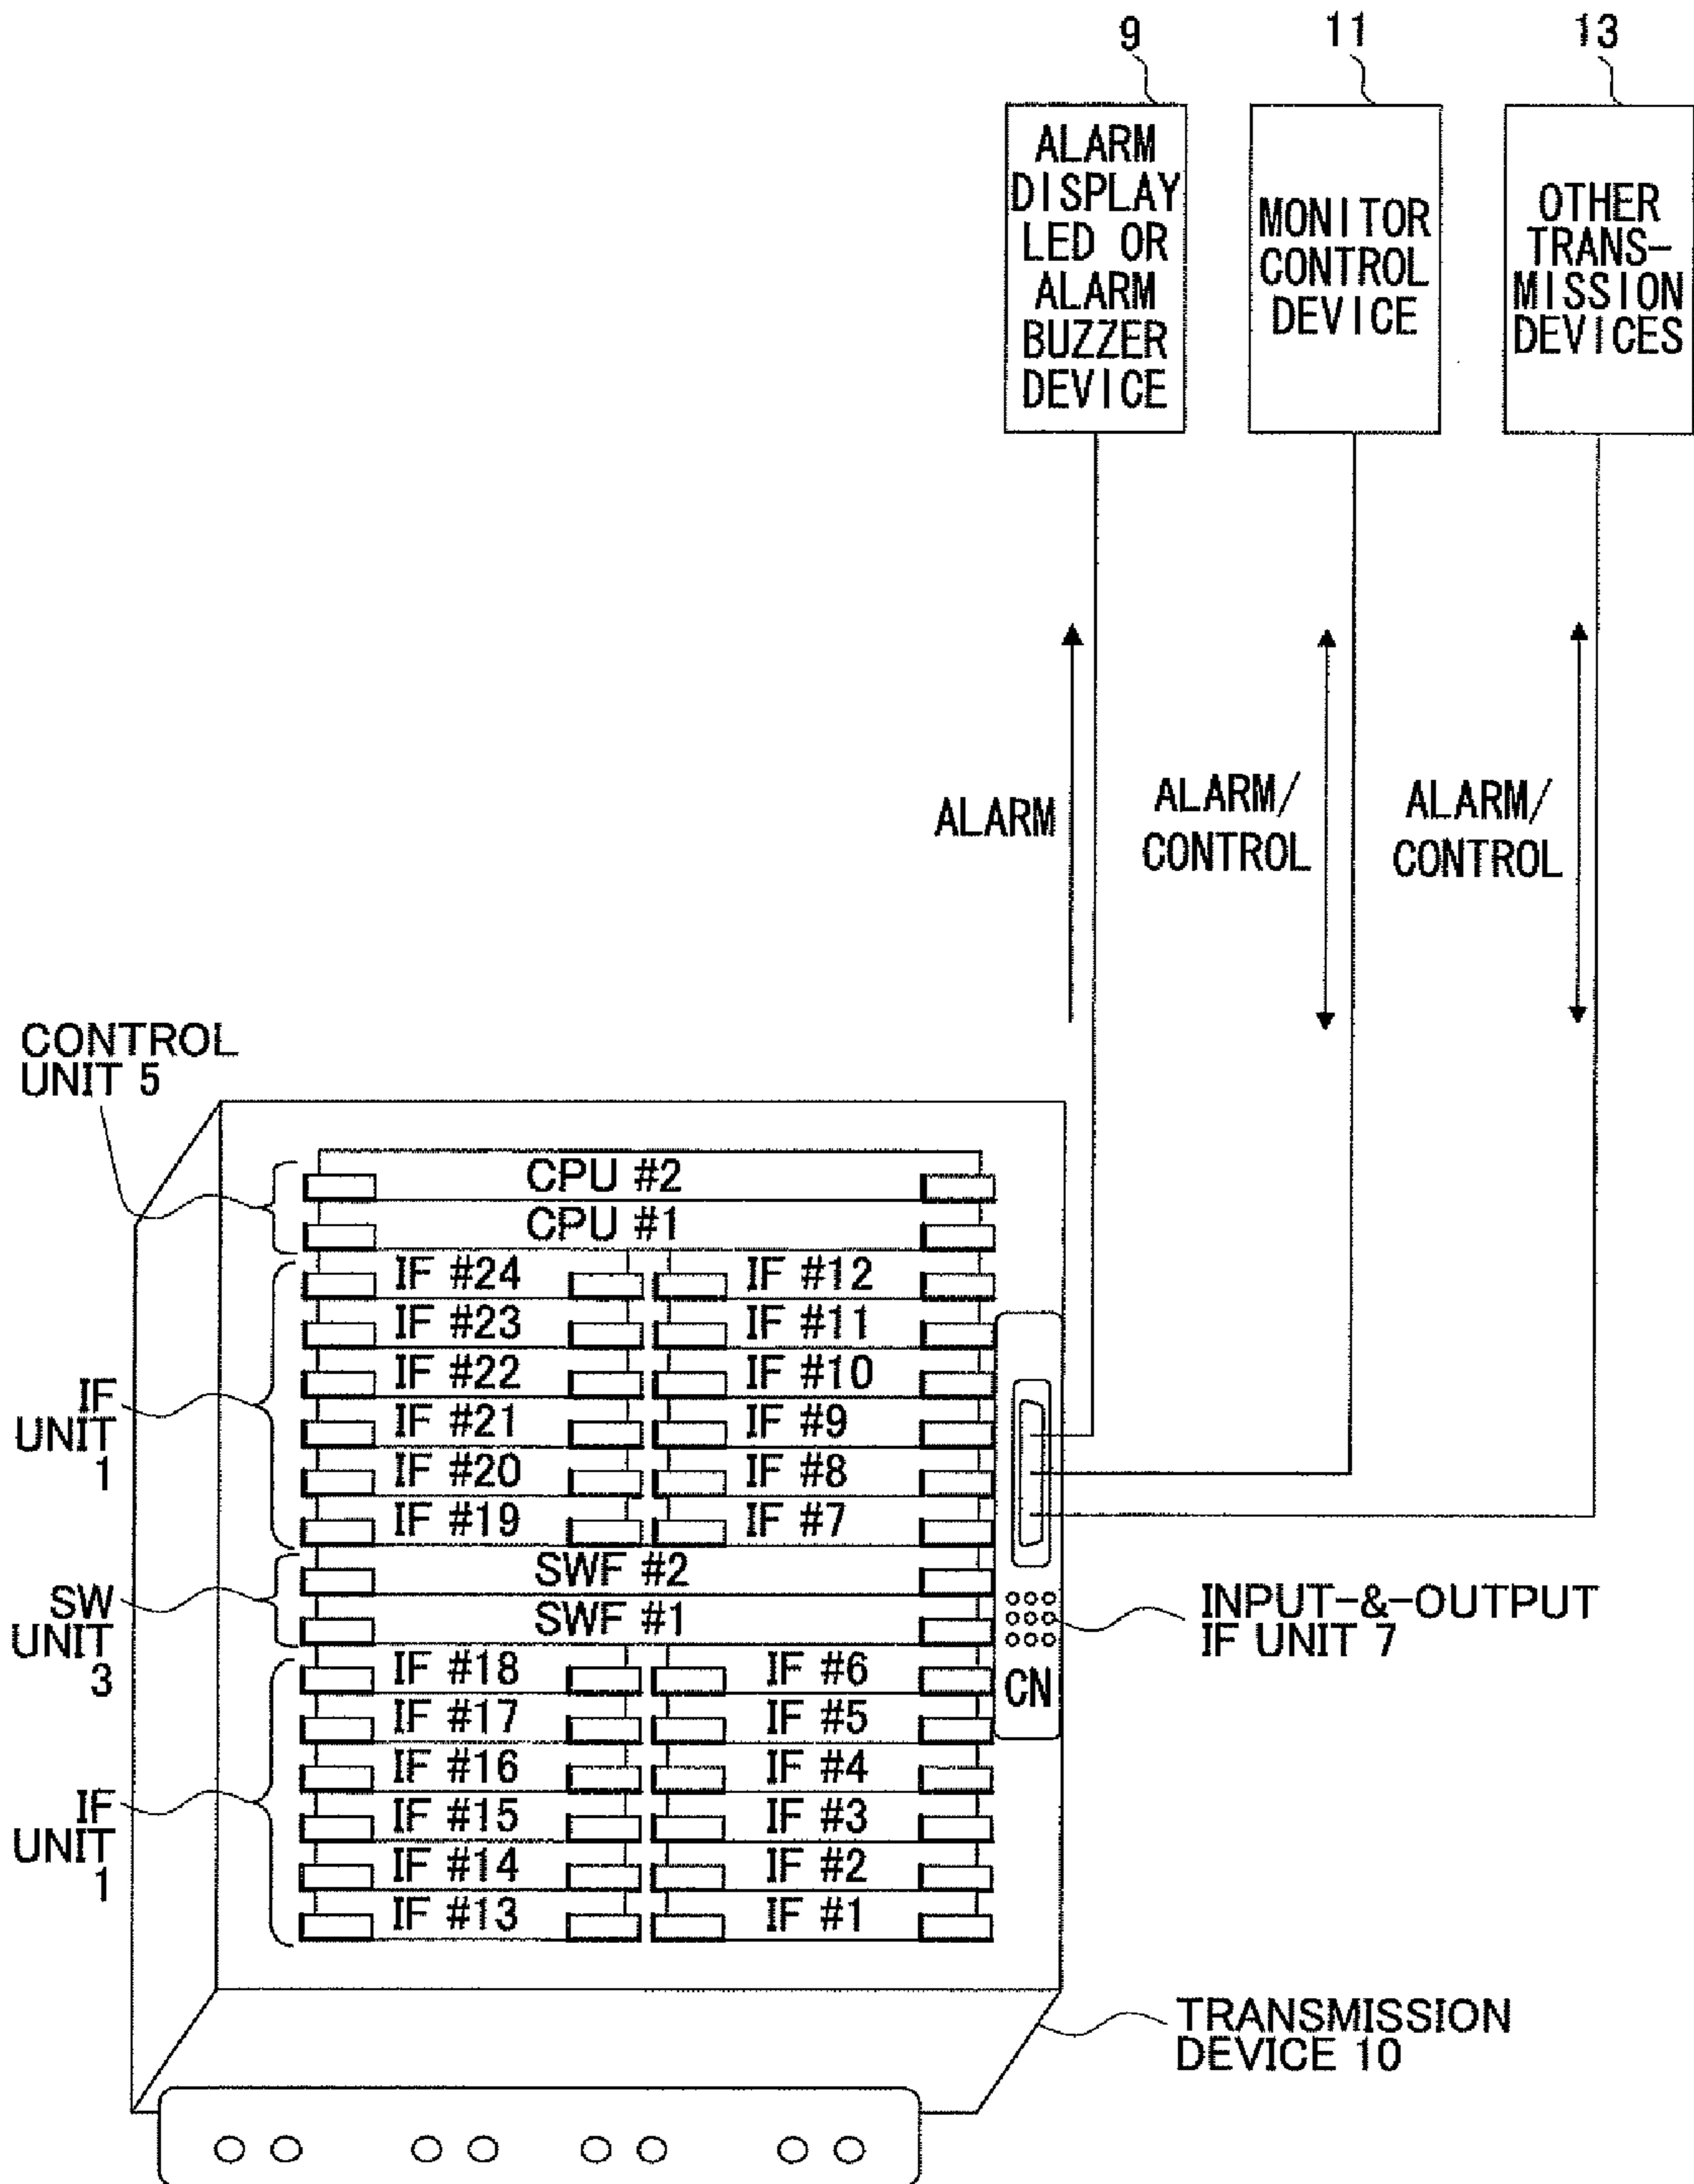 9
11
13
ALARM
DISPLAY
LED OR
ALARM
BUZZER
DEVICE
MONITOR
CONTROL
DEVICE
OTHER
TRANS-
MISSION
DEVICES
ALARM
ALARM/
CONTROL
ALARM/
CONTROL
CONTROL
UNIT 5
CPU #2
CPU #1
IF #24
IF #12
IF #23
IF #11
IF #22
IF #10
IF #21
IF #9
IF #20
IF #8
IF #19
IF #7
IF
UNIT
1
SWF #2
SWF #1
SW
UNIT
3
INPUT-&-OUTPUT
IF UNIT 7
CN
IF #18
IF #6
IF #17
IF #5
IF #16
IF #4
IF #15
IF #3
IF #14
IF #2
IF #13
IF #1
IF
UNIT
1
TRANSMISSION
DEVICE 10